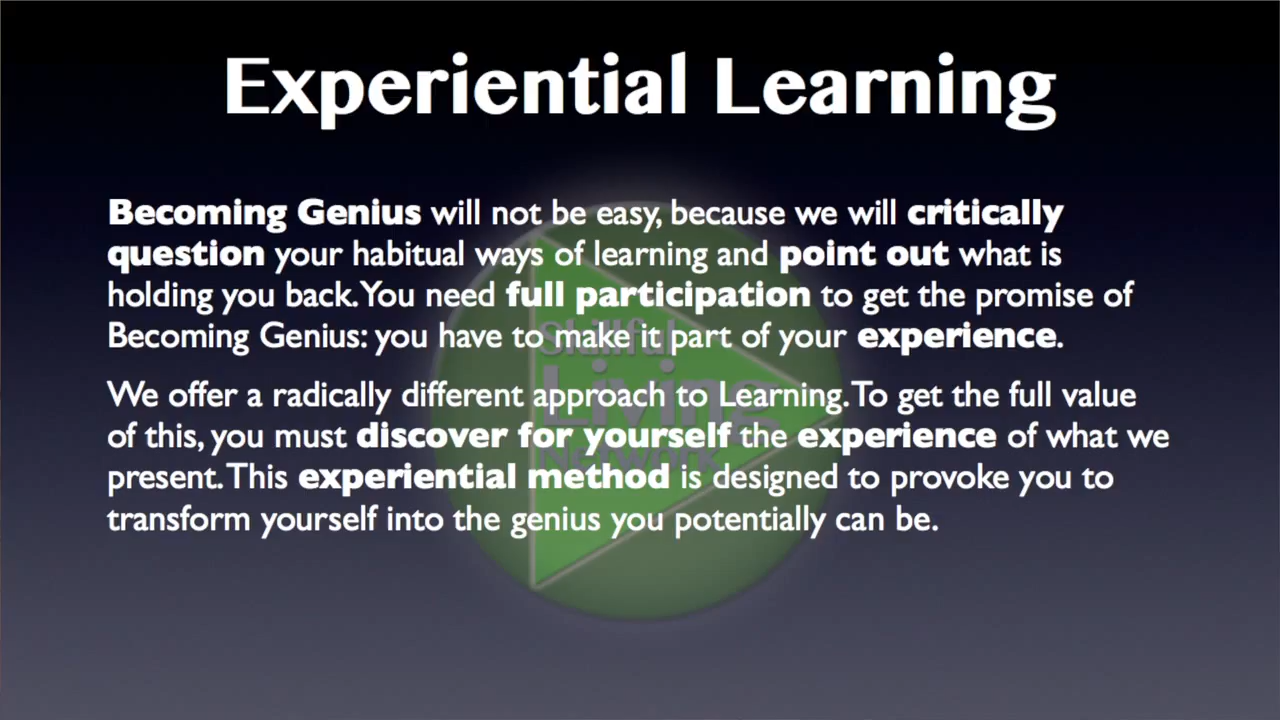 Experiential Learning
Becoming Genius will not be easy, because we will critically
question your habitual ways of learning and point out what is
holding you back. You need full participation to get the promise of
Becoming Genius: you have to make it part of your experience.
We offer a radically different approach to Learning. To get the full value
of this, you must discover for yourself the experience of what we
present. This experiential method is designed to provoke you to
transform yourself into the genius you potentially can be.
Skillful
Living
Network